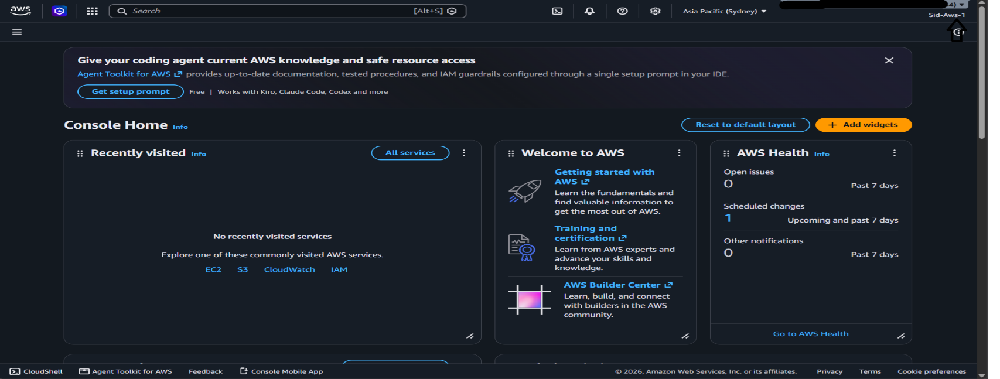 aws
Search [Alt+S]
Asia Pacific (Sydney)
4)
Sid-Aws-1
Give your coding agent current AWS knowledge and safe resource access
Agent Toolkit for AWS provides up-to-date documentation, tested procedures, and IAM guardrails configured through a single setup prompt in your IDE.
Get setup prompt Free | Works with Kiro, Claude Code, Codex and more
Console Home Info
Reset to default layout
+ Add widgets
Recently visited Info
All services
No recently visited services
Explore one of these commonly visited AWS services.
EC2 S3 CloudWatch IAM
Welcome to AWS
Getting started with
AWS
Learn the fundamentals and
find valuable information to
get the most out of AWS.
Training and
certification
Learn from AWS experts and
advance your skills and
knowledge.
AWS Builder Center
Learn, build, and connect
with builders in the AWS
community.
AWS Health Info
Open issues
0 Past 7 days
Scheduled changes
1 Upcoming and past 7 days
Other notifications
0 Past 7 days
Go to AWS Health
CloudShell Agent Toolkit for AWS Feedback Console Mobile App
© 2026, Amazon Web Services, Inc. or its affiliates. Privacy Terms Cookie preferences